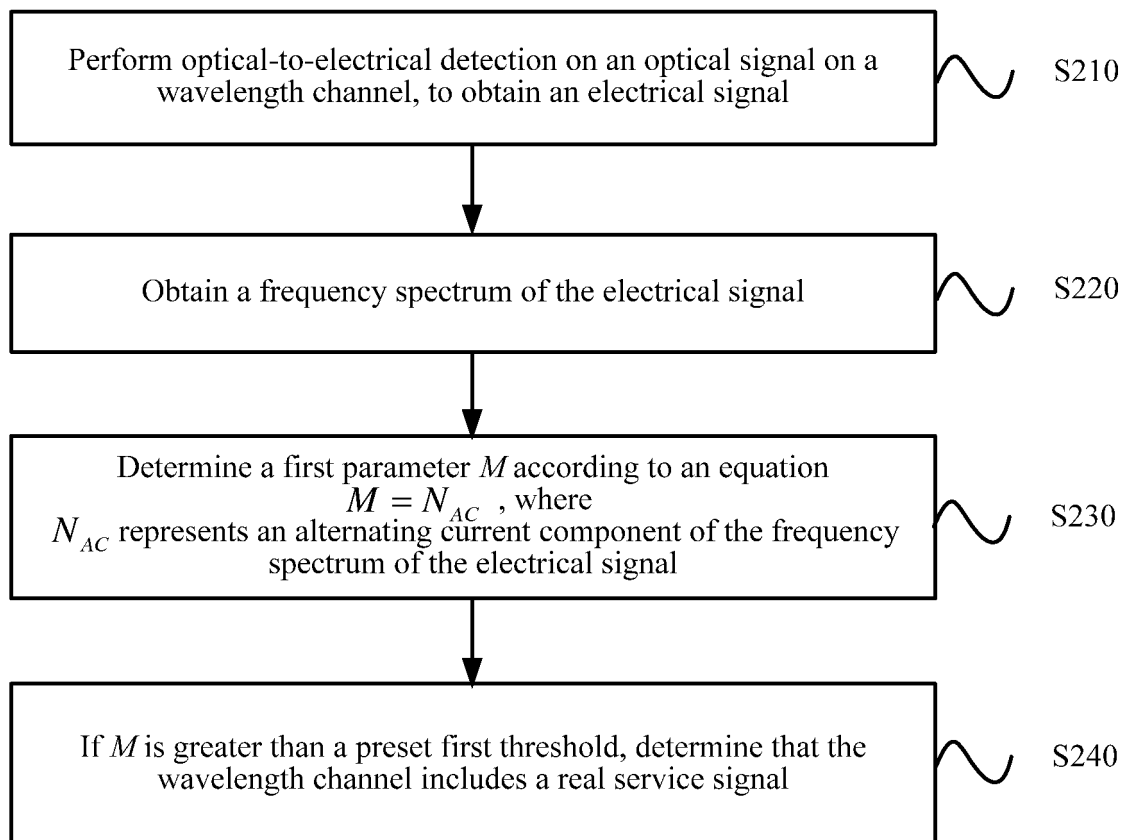 Perform optical-to-electrical detection on an optical signal on a
wavelength channel, to obtain an electrical signal
S210
Obtain a frequency spectrum of the electrical signal
S220
Determine a first parameter M according to an equation
M = N_AC , where
N_AC represents an alternating current component of the frequency
spectrum of the electrical signal
S230
If M is greater than a preset first threshold, determine that the
wavelength channel includes a real service signal
S240